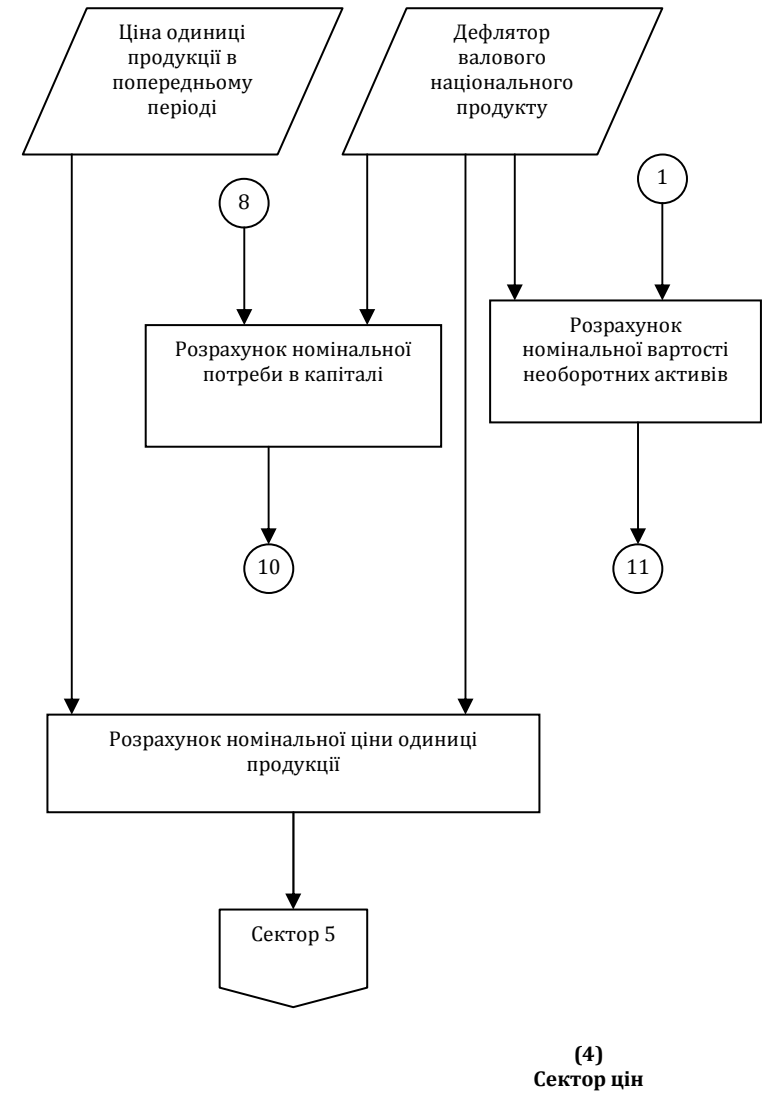 Ціна одиниці
продукції в
попередньому
періоді
Дефлятор
валового
національного
продукту
8
1
Розрахунок номінальної
потреби в капіталі
Розрахунок
номінальної вартості
необоротних активів
10
11
Розрахунок номінальної ціни одиниці
продукції
Сектор 5
(4)
Сектор цін